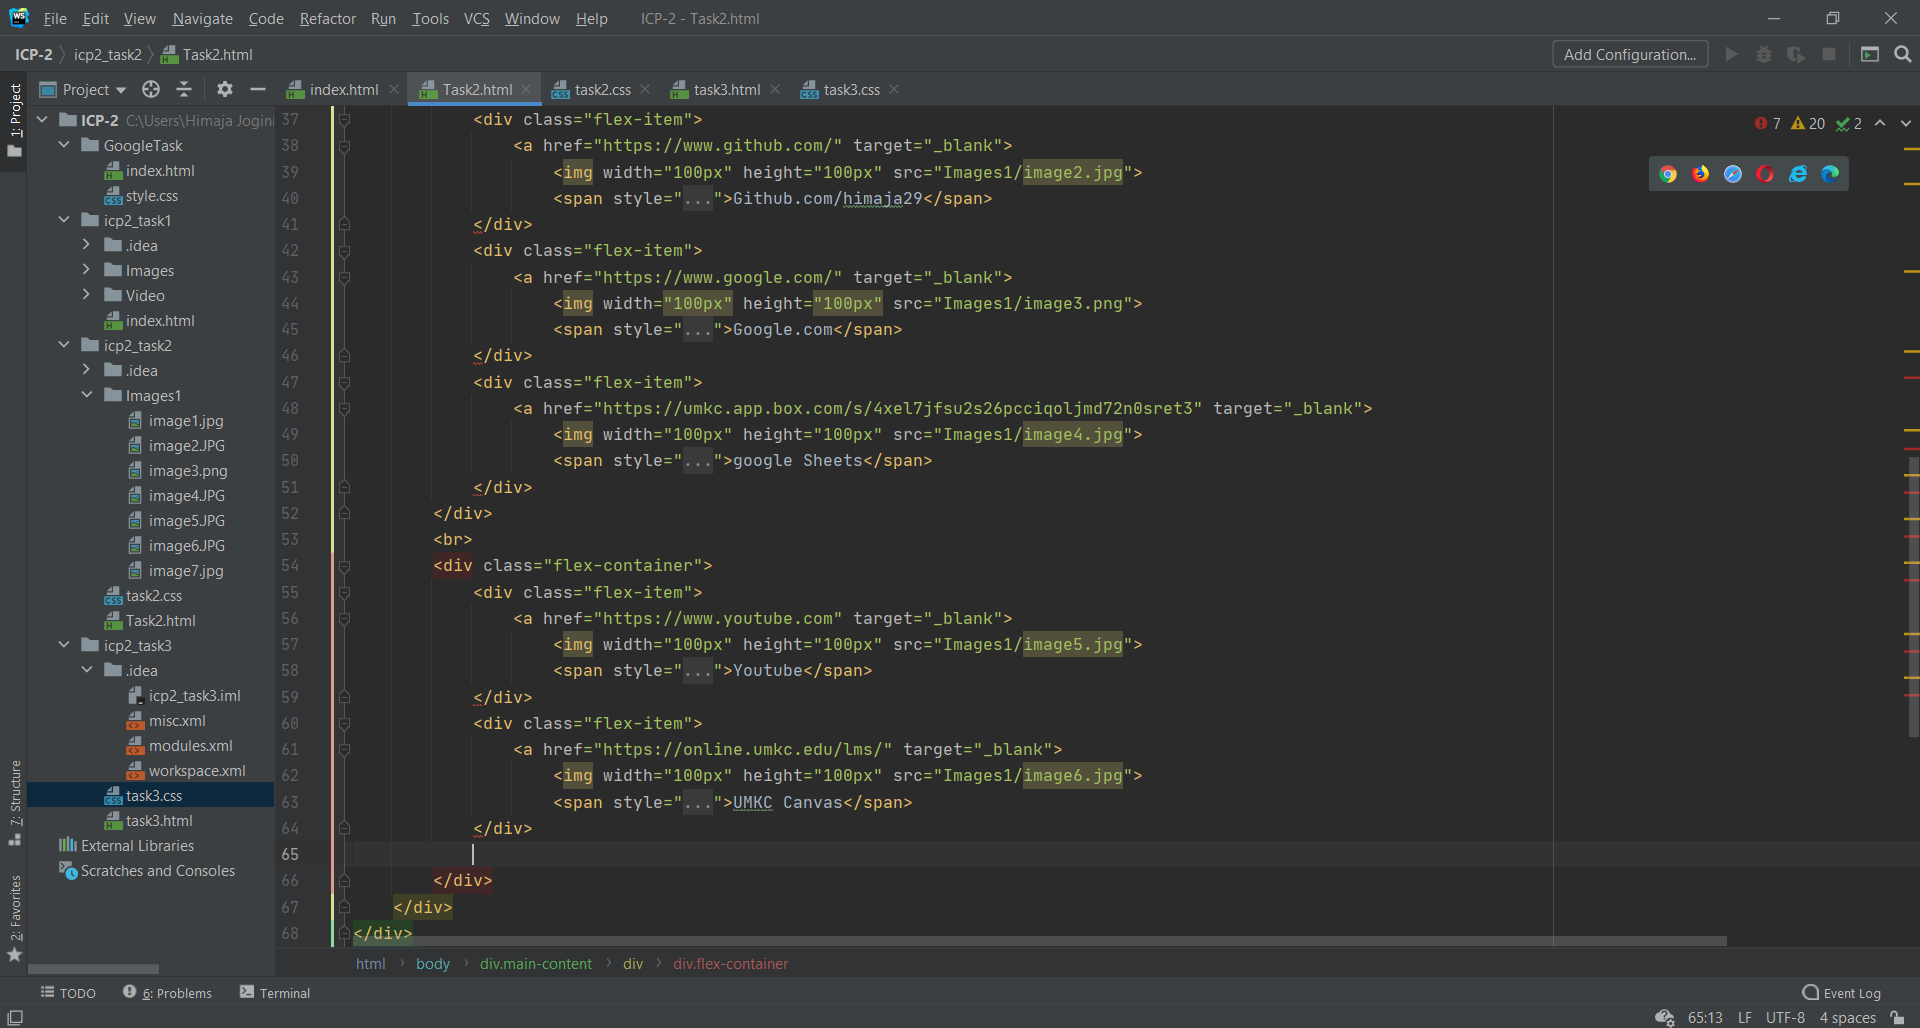 File Edit View Navigate Code Refactor Run Tools VCS Window Help ICP-2 - Task2.html
ICP-2 icp2_task2 Task2.html Add Configuration...
Project index.html Task2.html task2.css task3.html task3.css
1: Project
7: Structure
2: Favorites
ICP-2 C:\Users\Himaja Jogini
GoogleTask
index.html
style.css
icp2_task1
.idea
Images
Video
index.html
icp2_task2
.idea
Images1
image1.jpg
image2.JPG
image3.png
image4.JPG
image5.JPG
image6.JPG
image7.jpg
task2.css
Task2.html
icp2_task3
.idea
icp2_task3.iml
misc.xml
modules.xml
workspace.xml
task3.css
task3.html
External Libraries
Scratches and Consoles
7 20 2
37 <div class="flex-item">
38 <a href="https://www.github.com/" target="_blank">
39 <img width="100px" height="100px" src="Images1/image2.jpg">
40 <span style="...">Github.com/himaja29</span>
41 </div>
42 <div class="flex-item">
43 <a href="https://www.google.com/" target="_blank">
44 <img width="100px" height="100px" src="Images1/image3.png">
45 <span style="...">Google.com</span>
46 </div>
47 <div class="flex-item">
48 <a href="https://umkc.app.box.com/s/4xel7jfsu2s26pcciqoljmd72n0sret3" target="_blank">
49 <img width="100px" height="100px" src="Images1/image4.jpg">
50 <span style="...">google Sheets</span>
51 </div>
52 </div>
53 <br>
54 <div class="flex-container">
55 <div class="flex-item">
56 <a href="https://www.youtube.com" target="_blank">
57 <img width="100px" height="100px" src="Images1/image5.jpg">
58 <span style="...">Youtube</span>
59 </div>
60 <div class="flex-item">
61 <a href="https://online.umkc.edu/lms/" target="_blank">
62 <img width="100px" height="100px" src="Images1/image6.jpg">
63 <span style="...">UMKC Canvas</span>
64 </div>
65
66 </div>
67 </div>
68 </div>
html body div.main-content div div.flex-container
TODO 6: Problems Terminal Event Log
65:13 LF UTF-8 4 spaces